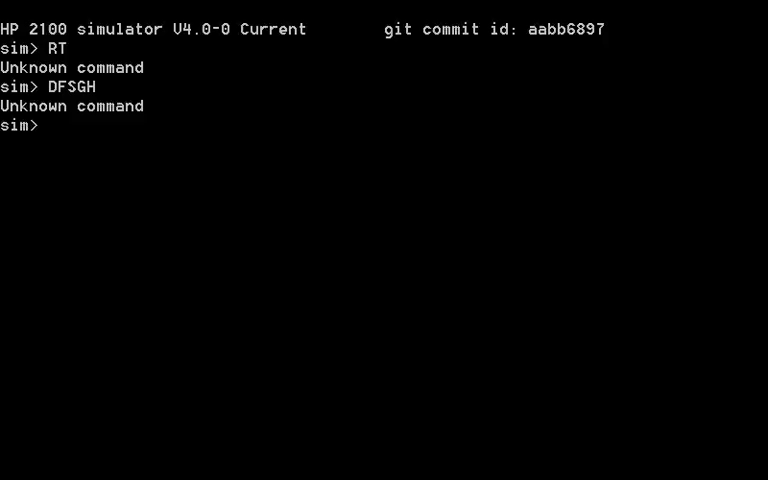 HP 2100 simulator V4.0-0 Current        git commit id: aabb6897
sim> RT
Unknown command
sim> DFSGH
Unknown command
sim>